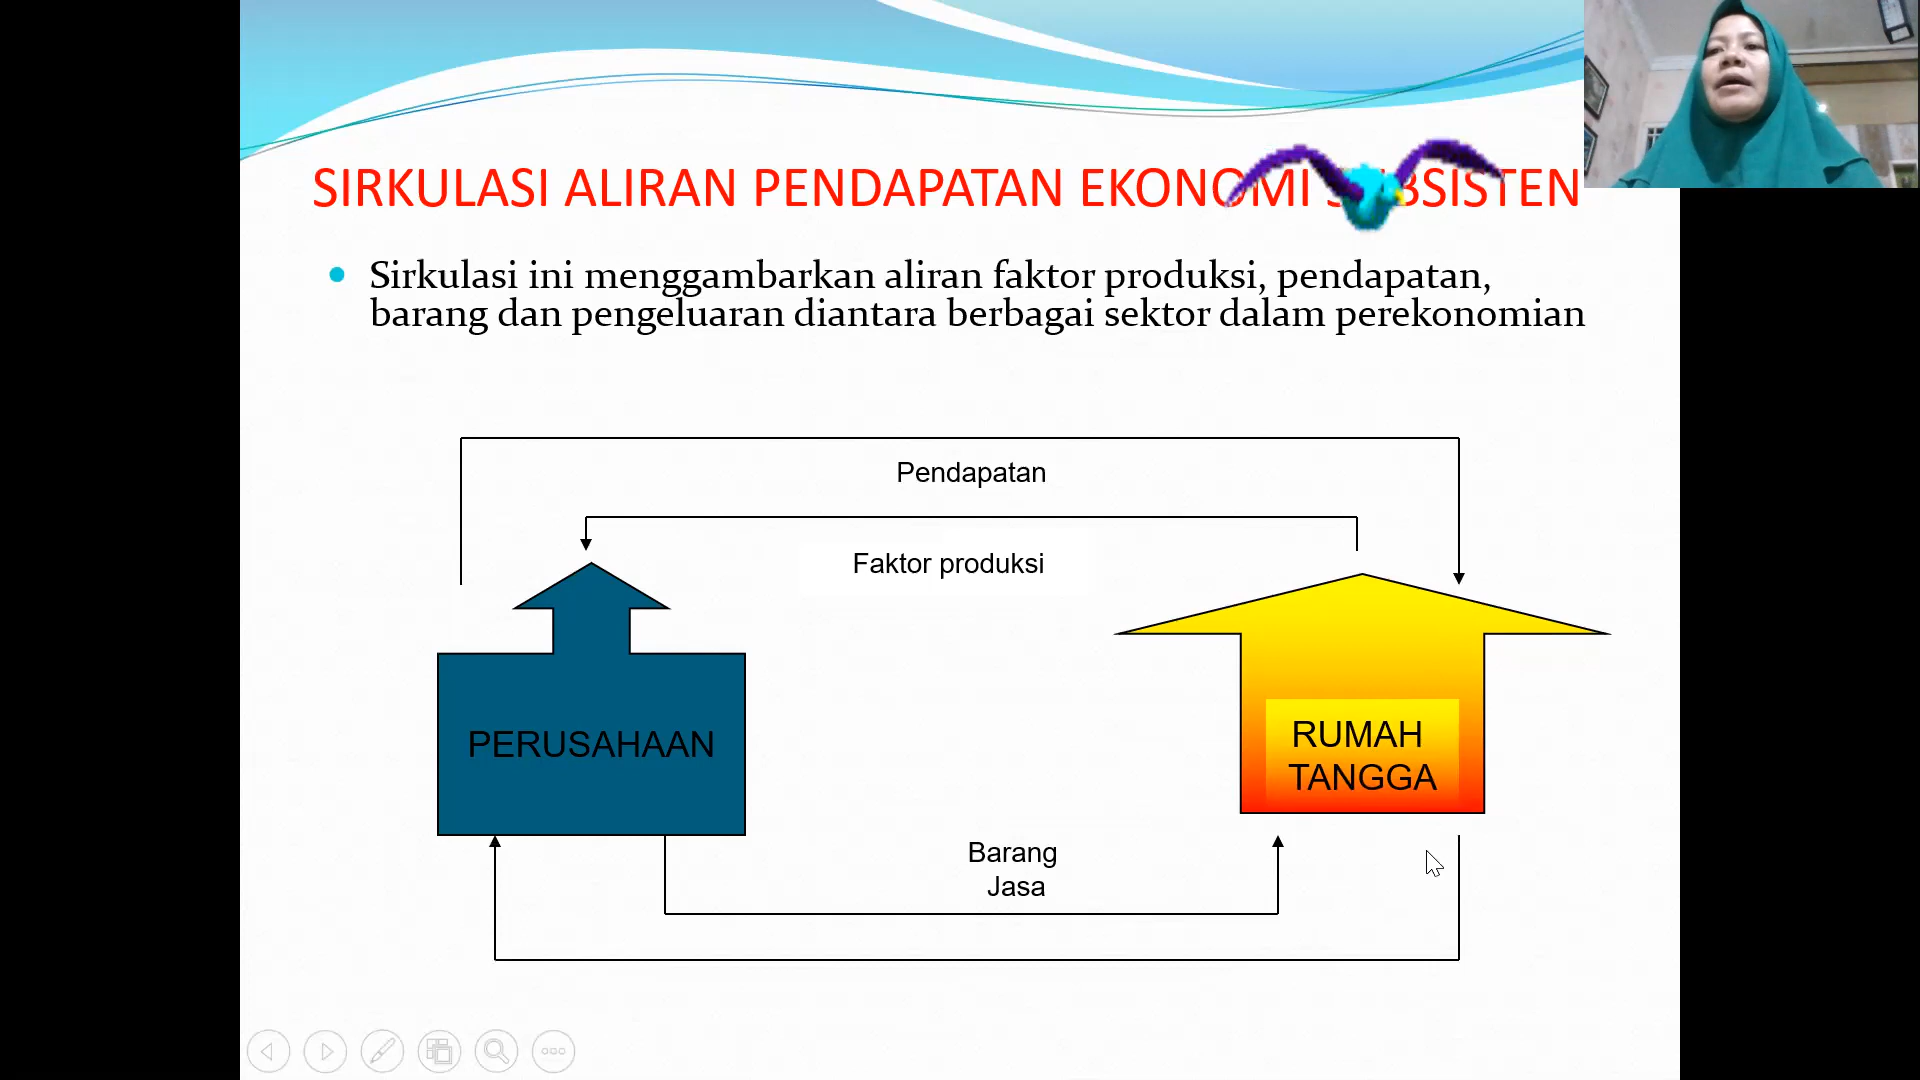 SIRKULASI ALIRAN PENDAPATAN EKONOMI SUBSISTEN
Sirkulasi ini menggambarkan aliran faktor produksi, pendapatan,
barang dan pengeluaran diantara berbagai sektor dalam perekonomian
Pendapatan
Faktor produksi
PERUSAHAAN
RUMAH
TANGGA
Barang
Jasa